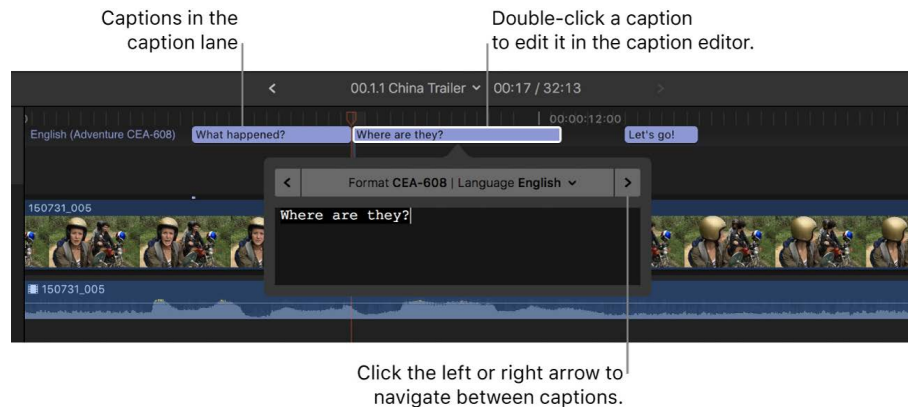 Captions in the
caption lane
Double-click a caption
to edit it in the caption editor.
00.1.1 China Trailer 00:17 / 32:13
00:00:12:00
English (Adventure CEA-608) What happened? Where are they? Let's go!
Format CEA-608 | Language English
Where are they?
150731_005
150731_005
Click the left or right arrow to
navigate between captions.